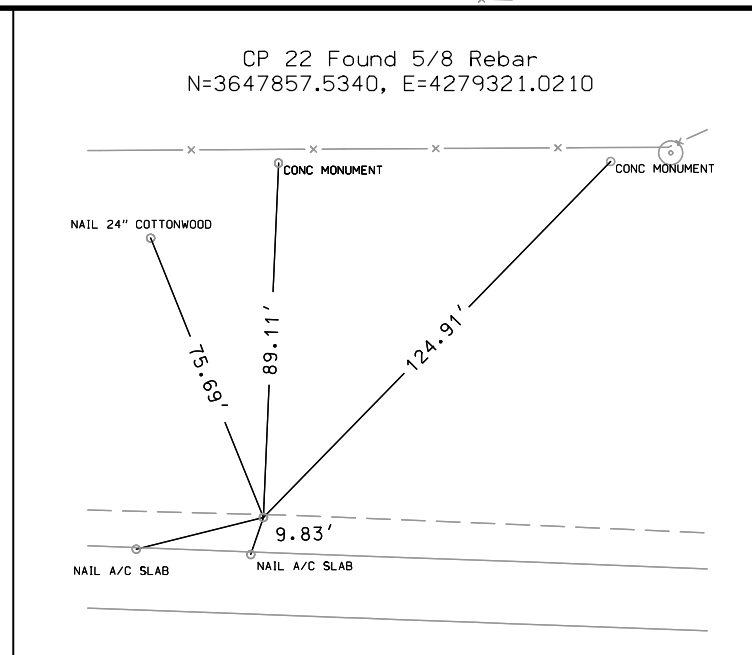 CP 22 Found 5/8 Rebar
N=3647857.5340, E=4279321.0210
CONC MONUMENT
CONC MONUMENT
NAIL 24" COTTONWOOD
75.69'
89.11'
124.91'
9.83'
NAIL A/C SLAB
NAIL A/C SLAB